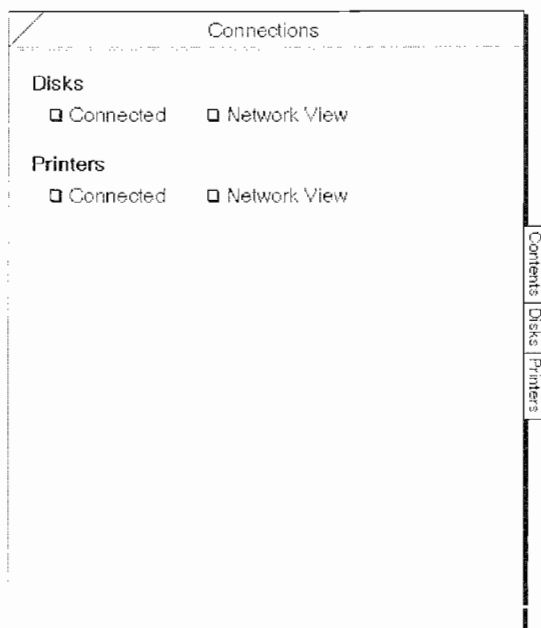 Connections
Disks
Connected Network View
Printers
Connected Network View
Contents
Disks
Printers